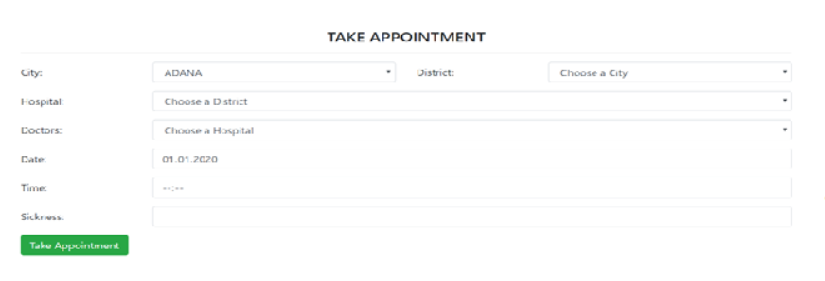 TAKE APPOINTMENT
City: ADANA District: Choose a City
Hospital: Choose a District
Doctors: Choose a Hospital
Date: 01.01.2020
Time: --:--
Sickness:
Take Appointment